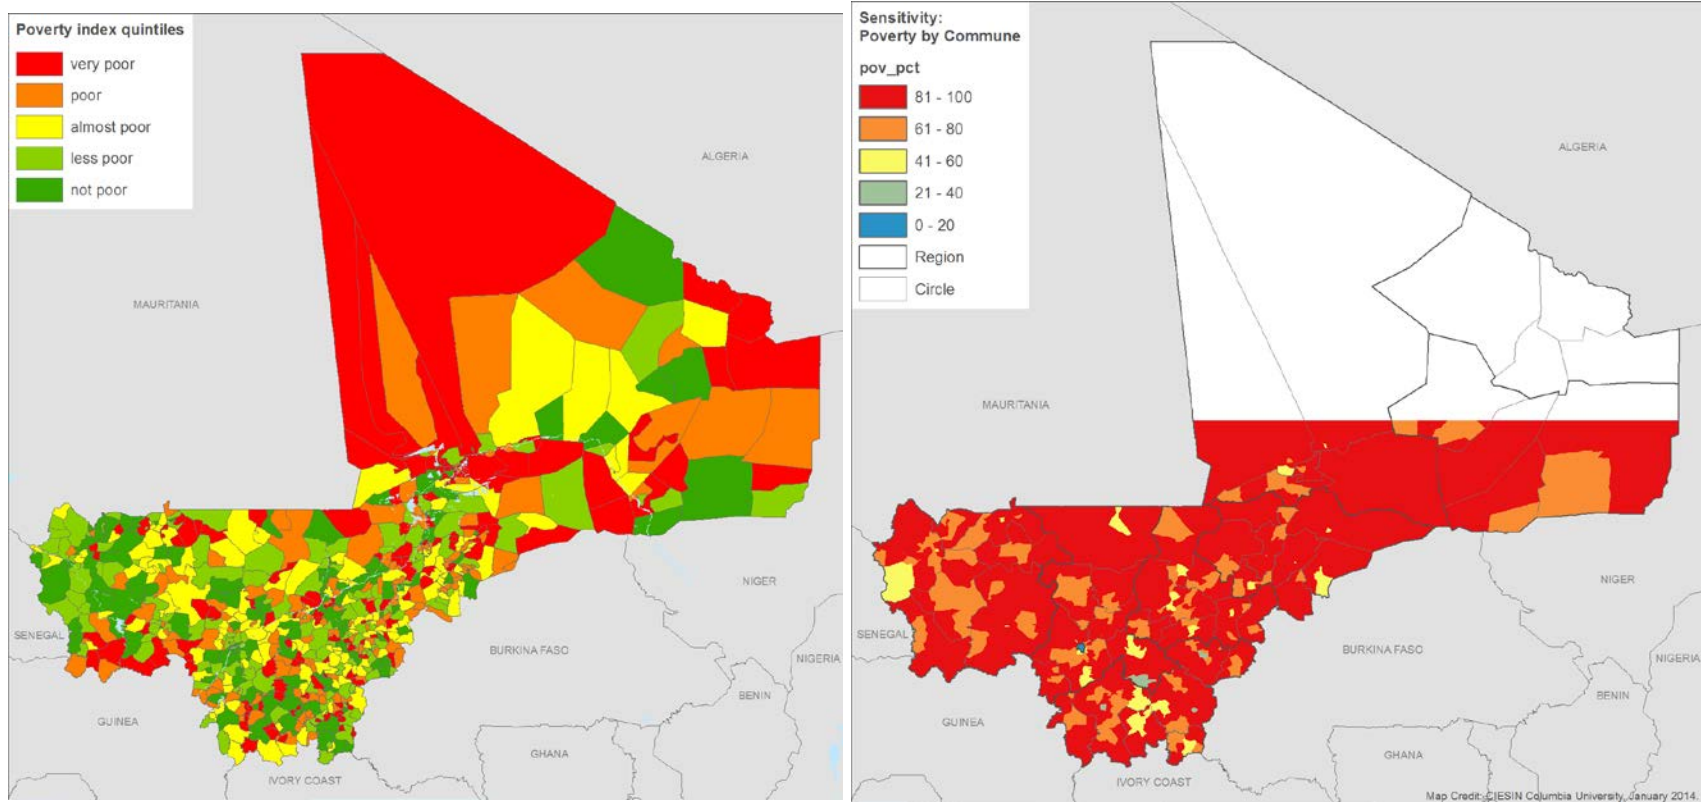 Poverty index quintiles
very poor
poor
almost poor
less poor
not poor
ALGERIA
MAURITANIA
NIGER
SENEGAL
BURKINA FASO
NIGERIA
BENIN
GUINEA
GHANA
IVORY COAST
Sensitivity:
Poverty by Commune
pov_pct
81 - 100
61 - 80
41 - 60
21 - 40
0 - 20
Region
Circle
ALGERIA
MAURITANIA
NIGER
SENEGAL
BURKINA FASO
NIGERIA
BENIN
GUINEA
GHANA
IVORY COAST
Map Credit: CIESIN Columbia University, January 2014.